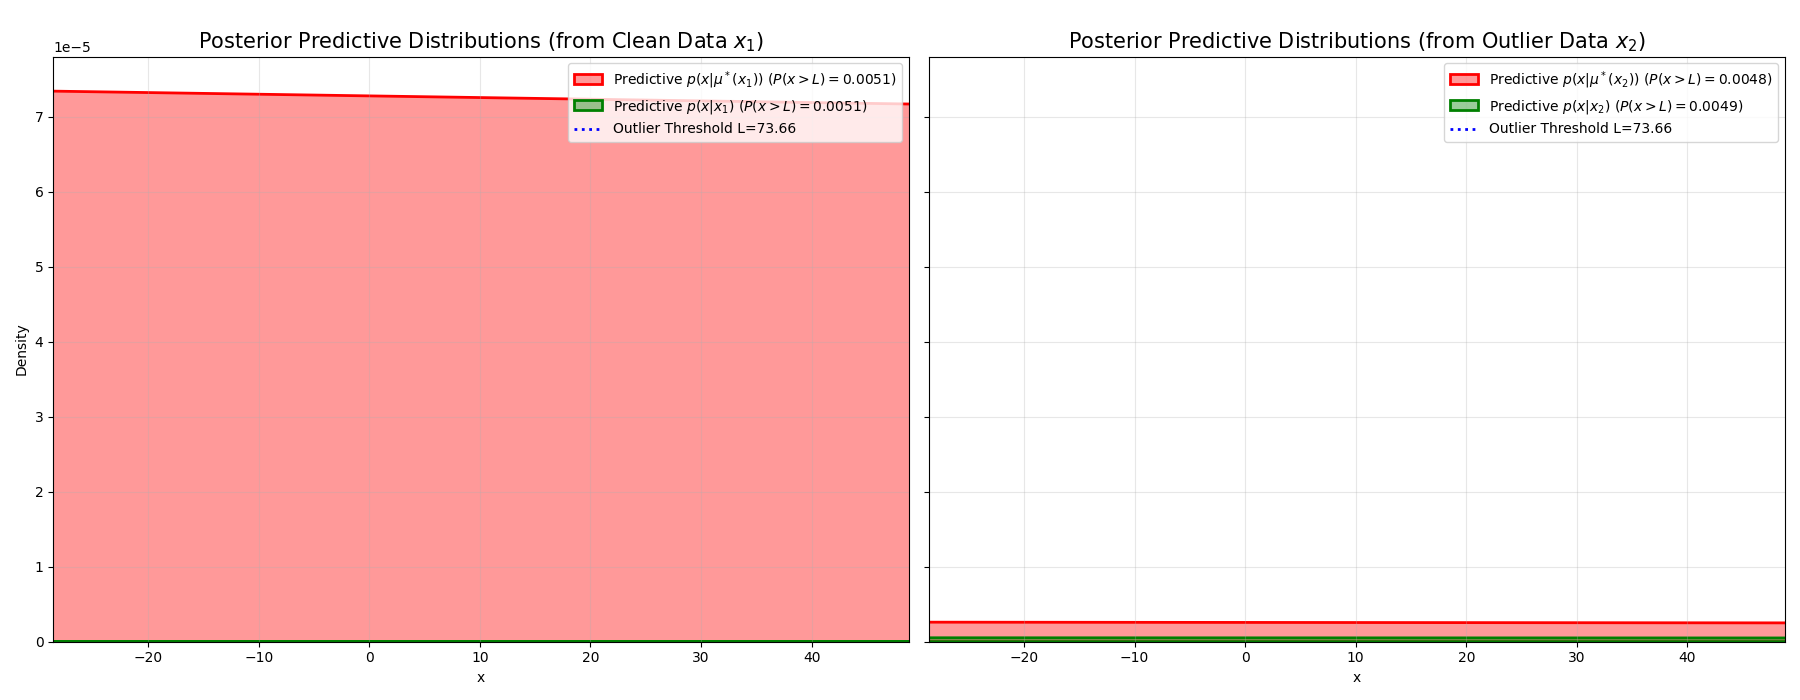 Posterior Predictive Distributions (from Clean Data x₁)
1e−5
Predictive p(x|μ*(x₁)) (P(x > L) = 0.0051)
Predictive p(x|x₁) (P(x > L) = 0.0051)
Outlier Threshold L=73.66
7
6
5
4
3
2
1
0
Density
−20 −10 0 10 20 30 40
x
Posterior Predictive Distributions (from Outlier Data x₂)
Predictive p(x|μ*(x₂)) (P(x > L) = 0.0048)
Predictive p(x|x₂) (P(x > L) = 0.0049)
Outlier Threshold L=73.66
−20 −10 0 10 20 30 40
x